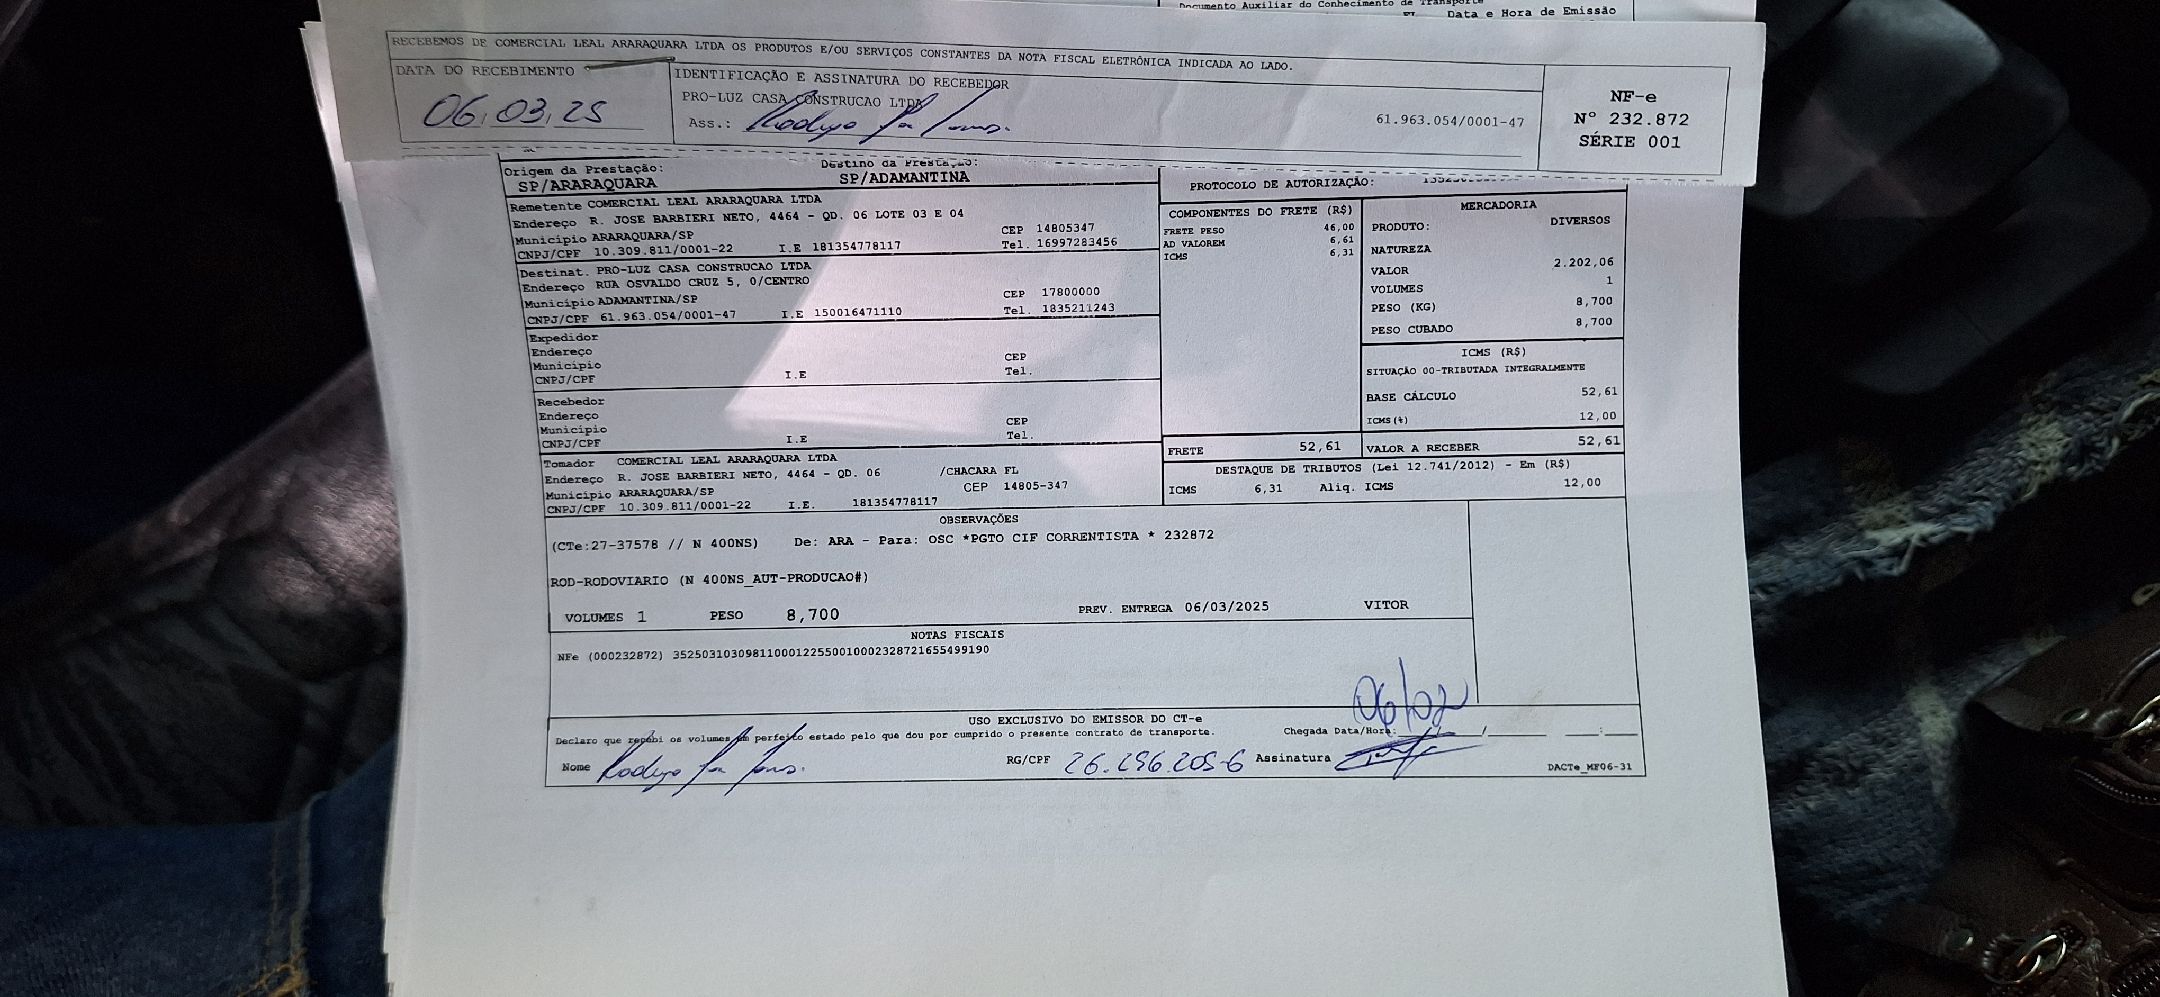 Documento Auxiliar do Conhecimento de Transporte
Data e Hora de Emissão
RECEBEMOS DE COMERCIAL LEAL ARARAQUARA LTDA OS PRODUTOS E/OU SERVIÇOS CONSTANTES DA NOTA FISCAL ELETRÔNICA INDICADA AO LADO.
DATA DO RECEBIMENTO
06.03.25
IDENTIFICAÇÃO E ASSINATURA DO RECEBEDOR
PRO-LUZ CASA CONSTRUCAO LTDA
Ass.:
61.963.054/0001-47
NF-e
Nº 232.872
SÉRIE 001
Origem da Prestação:
SP/ARARAQUARA
Destino da Prestação:
SP/ADAMANTINA
PROTOCOLO DE AUTORIZAÇÃO:
Remetente COMERCIAL LEAL ARARAQUARA LTDA
Endereço R. JOSE BARBIERI NETO, 4464 - QD. 06 LOTE 03 E 04
Município ARARAQUARA/SP CEP 14805347
CNPJ/CPF 10.309.811/0001-22 I.E 181354778117 Tel. 16997283456
Destinat. PRO-LUZ CASA CONSTRUCAO LTDA
Endereço RUA OSVALDO CRUZ 5, 0/CENTRO
Município ADAMANTINA/SP CEP 17800000
CNPJ/CPF 61.963.054/0001-47 I.E 150016471110 Tel. 1835211243
Expedidor
Endereço
Município CEP
CNPJ/CPF I.E Tel.
Recebedor
Endereço
Município CEP
CNPJ/CPF I.E Tel.
Tomador COMERCIAL LEAL ARARAQUARA LTDA
Endereço R. JOSE BARBIERI NETO, 4464 - QD. 06 /CHACARA FL
Município ARARAQUARA/SP CEP 14805-347
CNPJ/CPF 10.309.811/0001-22 I.E. 181354778117
COMPONENTES DO FRETE (R$)
FRETE PESO 46,00
AD VALOREM 6,61
ICMS 6,31
FRETE 52,61
MERCADORIA
PRODUTO: DIVERSOS
NATUREZA
VALOR 2.202,06
VOLUMES 1
PESO (KG) 8,700
PESO CUBADO 8,700
ICMS (R$)
SITUAÇÃO 00-TRIBUTADA INTEGRALMENTE
BASE CÁLCULO 52,61
ICMS(%) 12,00
VALOR A RECEBER 52,61
DESTAQUE DE TRIBUTOS (Lei 12.741/2012) - Em (R$)
ICMS 6,31 Aliq. ICMS 12,00
OBSERVAÇÕES
(CTe:27-37578 // N 400NS) De: ARA - Para: OSC *PGTO CIF CORRENTISTA * 232872
ROD-RODOVIARIO (N 400NS_AUT-PRODUCAO#)
VOLUMES 1 PESO 8,700 PREV. ENTREGA 06/03/2025 VITOR
NOTAS FISCAIS
NFe (000232872) 35250310309811000122550010002328721655499190
USO EXCLUSIVO DO EMISSOR DO CT-e
Declaro que recebi os volumes em perfeito estado pelo que dou por cumprido o presente contrato de transporte.
Chegada Data/Hora:
Nome
RG/CPF 26.296.205-6 Assinatura
DACTe_MF06-31